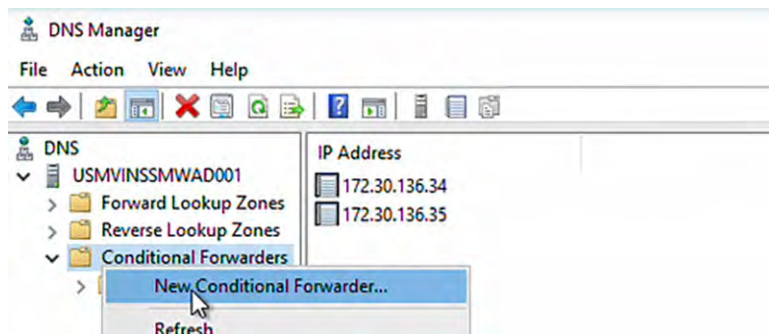 DNS Manager
File Action View Help
DNS
IP Address
USMVINSSMWAD001
172.30.136.34
Forward Lookup Zones
172.30.136.35
Reverse Lookup Zones
Conditional Forwarders
New Conditional Forwarder...
Refresh